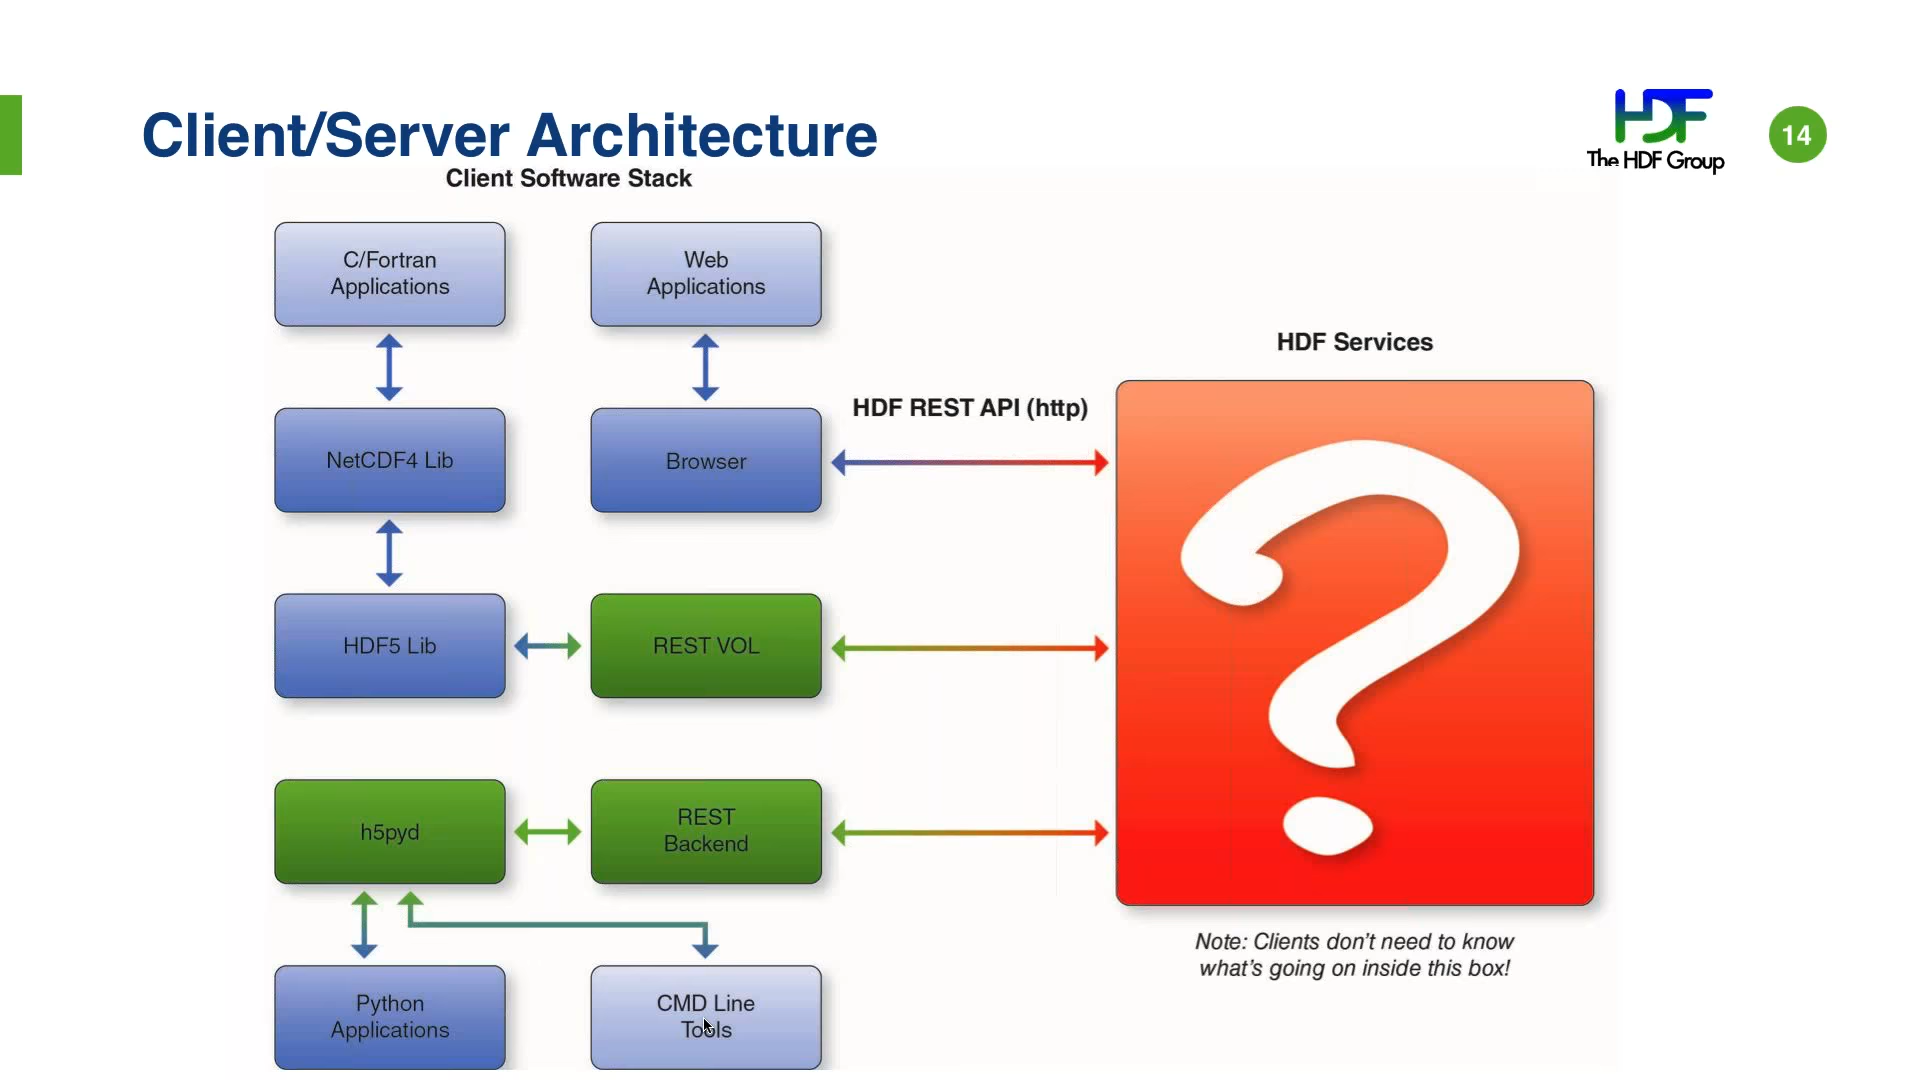 Client/Server Architecture
HDF
The HDF Group
14
Client Software Stack
C/Fortran
Applications
Web
Applications
HDF Services
HDF REST API (http)
NetCDF4 Lib
Browser
HDF5 Lib
REST VOL
h5pyd
REST
Backend
?
Note: Clients don't need to know
what's going on inside this box!
Python
Applications
CMD Line
Tools